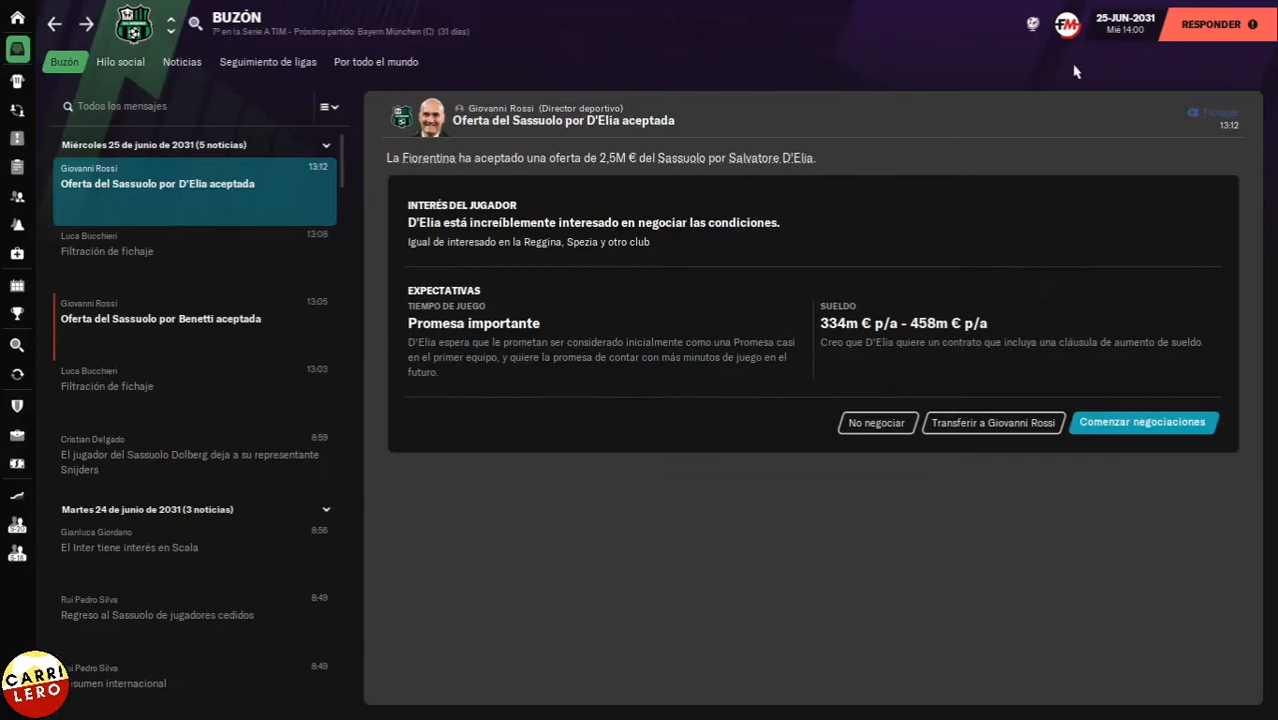 BUZÓN
7º en la Serie A TIM - Próximo partido: Bayern München (C) (31 días)
FM
25-JUN-2031
Mié 14:00
RESPONDER
Buzón
Hilo social
Noticias
Seguimiento de ligas
Por todo el mundo
Todos los mensajes
Miércoles 25 de junio de 2031 (5 noticias)
Giovanni Rossi
13:12
Oferta del Sassuolo por D'Elia aceptada
Luca Bucchieri
13:08
Filtración de fichaje
Giovanni Rossi
13:05
Oferta del Sassuolo por Benetti aceptada
Luca Bucchieri
13:03
Filtración de fichaje
Cristian Delgado
8:59
El jugador del Sassuolo Dolberg deja a su representante
Snijders
Martes 24 de junio de 2031 (3 noticias)
Gianluca Giordano
8:56
El Inter tiene interés en Scala
Rui Pedro Silva
8:49
Regreso al Sassuolo de jugadores cedidos
ui Pedro Silva
8:49
esumen internacional
S-20
S-18
CARRI
LERO
Giovanni Rossi (Director deportivo)
Oferta del Sassuolo por D'Elia aceptada
Fichajes
13:12
La Fiorentina ha aceptado una oferta de 2,5M € del Sassuolo por Salvatore D'Elia.
INTERÉS DEL JUGADOR
D'Elia está increíblemente interesado en negociar las condiciones.
Igual de interesado en la Reggina, Spezia y otro club
EXPECTATIVAS
TIEMPO DE JUEGO
Promesa importante
D'Elia espera que le prometan ser considerado inicialmente como una Promesa casi
en el primer equipo, y quiere la promesa de contar con más minutos de juego en el
futuro.
SUELDO
334m € p/a - 458m € p/a
Creo que D'Elia quiere un contrato que incluya una cláusula de aumento de sueldo.
No negociar
Transferir a Giovanni Rossi
Comenzar negociaciones